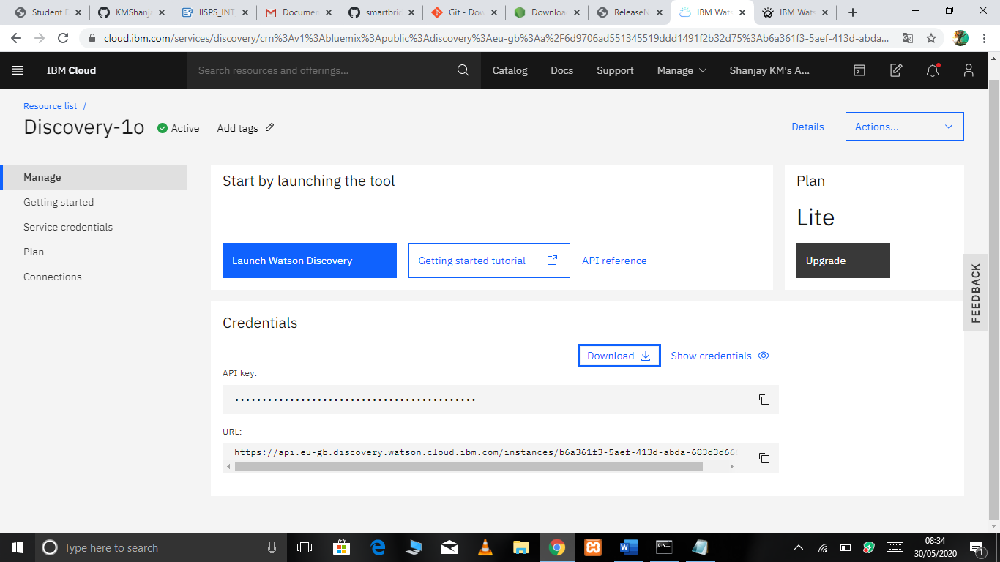 Student D
KMShanja
IISPS_INT
Documen
smartbric
Git - Dow
Download
ReleaseN
IBM Wats
IBM Wats
cloud.ibm.com/services/discovery/crn%3Av1%3Abluemix%3Apublic%3Adiscovery%3Aeu-gb%3Aa%2F6d9706ad551345519ddd1491f2b32d75%3Ab6a361f3-5aef-413d-abda...
IBM Cloud
Search resources and offerings...
Catalog
Docs
Support
Manage
Shanjay KM's A...
Resource list /
Discovery-1o
Active
Add tags
Details
Actions...
Manage
Getting started
Service credentials
Plan
Connections
Start by launching the tool
Launch Watson Discovery
Getting started tutorial
API reference
Plan
Lite
Upgrade
FEEDBACK
Credentials
Download
Show credentials
API key:
URL:
https://api.eu-gb.discovery.watson.cloud.ibm.com/instances/b6a361f3-5aef-413d-abda-683d3d66
Type here to search
08:34
30/05/2020
1